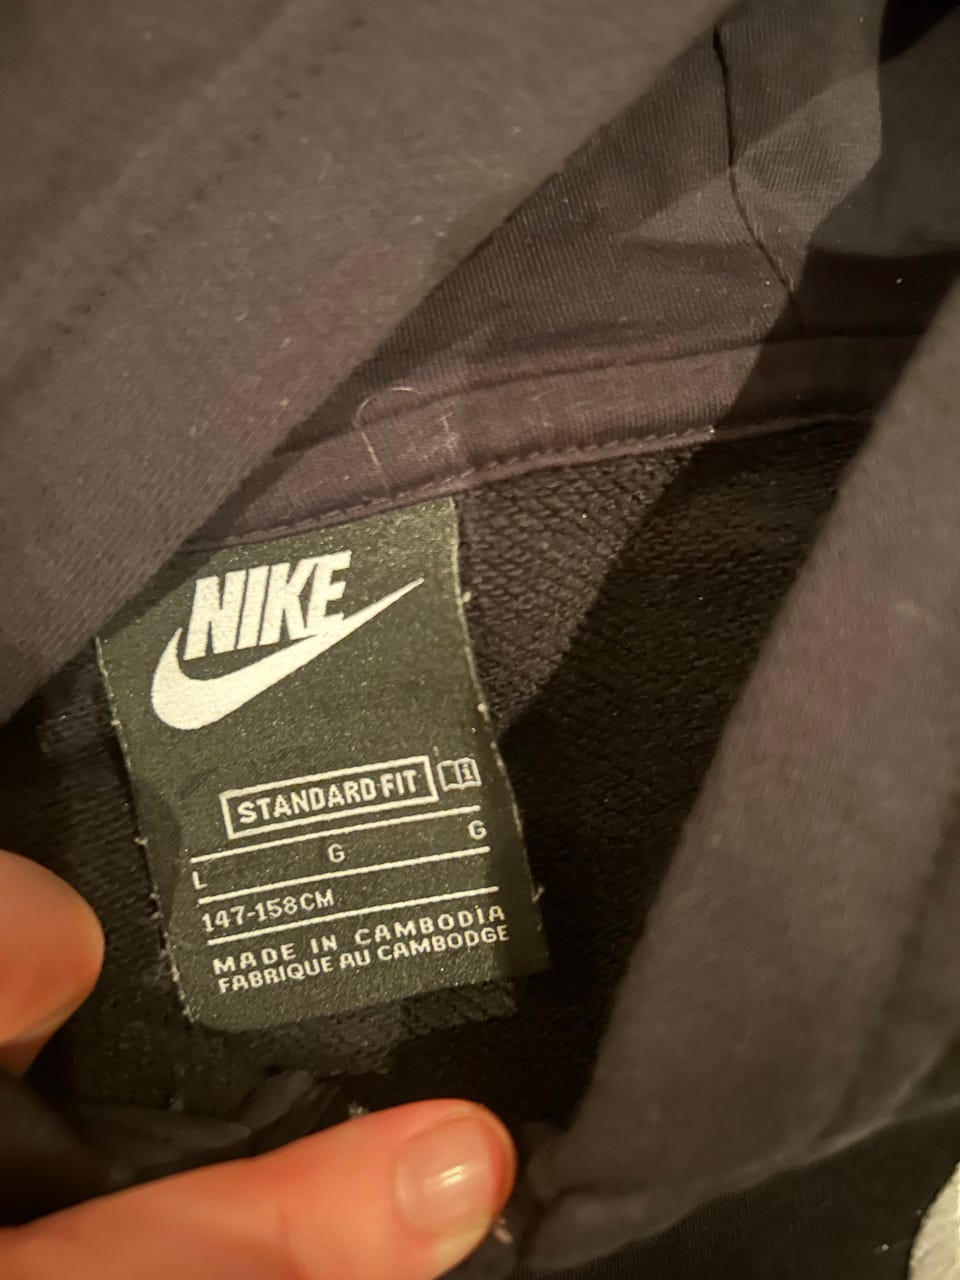 NIKE
STANDARD FIT
L G G
147-158CM
MADE IN CAMBODIA
FABRIQUE AU CAMBODGE